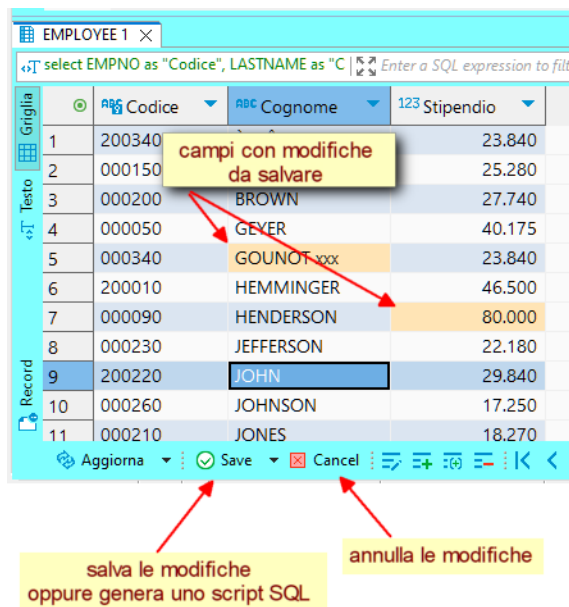 EMPLOYEE 1
select EMPNO as "Codice", LASTNAME as "C Enter a SQL expression to filt
Griglia
Testo
Record
ABC Codice ABC Cognome 123 Stipendio
campi con modifiche
da salvare
1 200340 23.840
2 000150 25.280
3 000200 BROWN 27.740
4 000050 GEYER 40.175
5 000340 GOUNOT xxx 23.840
6 200010 HEMMINGER 46.500
7 000090 HENDERSON 80.000
8 000230 JEFFERSON 22.180
9 200220 JOHN 29.840
10 000260 JOHNSON 17.250
11 000210 JONES 18.270
Aggiorna Save Cancel
salva le modifiche
oppure genera uno script SQL
annulla le modifiche